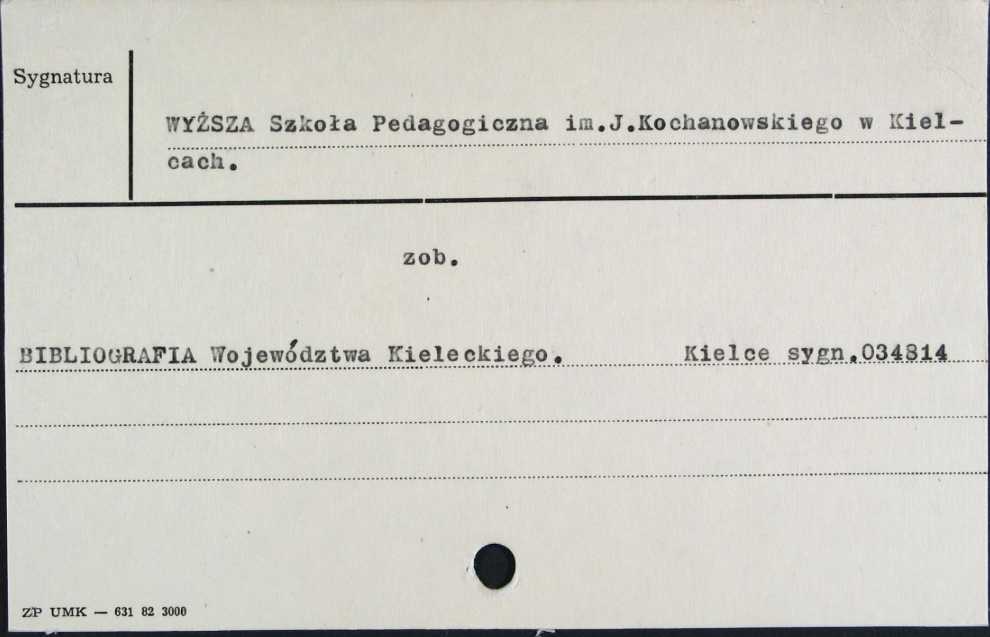 Sygnatura
WYŻSZA Szkoła Pedagogiczna im.J.Kochanowskiego w Kiel-
cach.
zob.
BIBLIOGRAFIA Województwa Kieleckiego. Kielce sygn.034814
ZP UMK — 631 82 3000